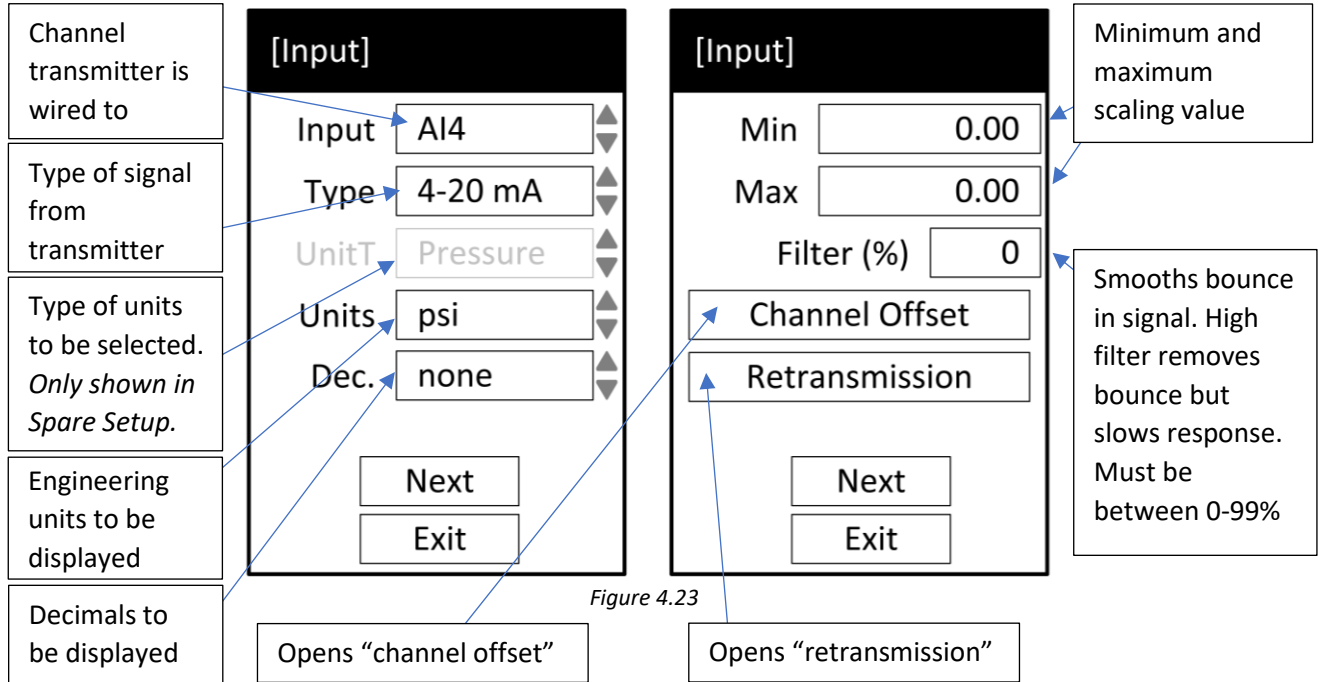 Channel
transmitter is
wired to
Type of signal
from
transmitter
Type of units
to be selected.
Only shown in
Spare Setup.
Engineering
units to be
displayed
Decimals to
be displayed
[Input]
Input AI4
Type 4-20 mA
UnitT Pressure
Units psi
Dec. none
Next
Exit
[Input]
Min 0.00
Max 0.00
Filter (%) 0
Channel Offset
Retransmission
Next
Exit
Minimum and
maximum
scaling value
Smooths bounce
in signal. High
filter removes
bounce but
slows response.
Must be
between 0-99%
Figure 4.23
Opens “channel offset”
Opens “retransmission”